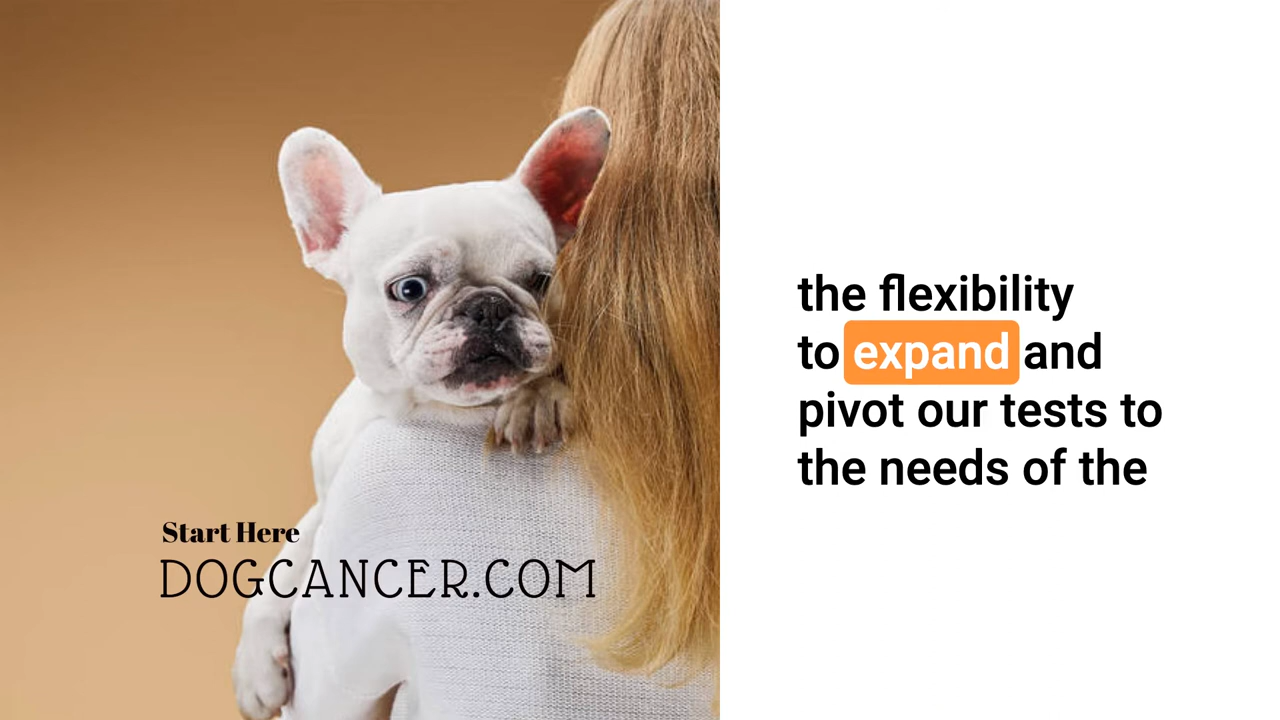 Start Here
DOGCANCER.COM
the flexibility
to expand and
pivot our tests to
the needs of the